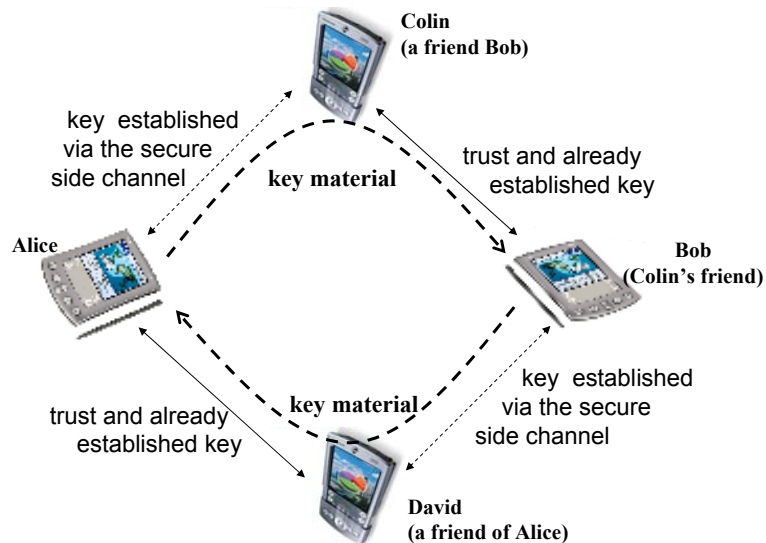 Colin
(a friend Bob)
key established
via the secure
side channel
trust and already
established key
key material
Alice
Bob
(Colin's friend)
key material
key established
via the secure
side channel
trust and already
established key
David
(a friend of Alice)